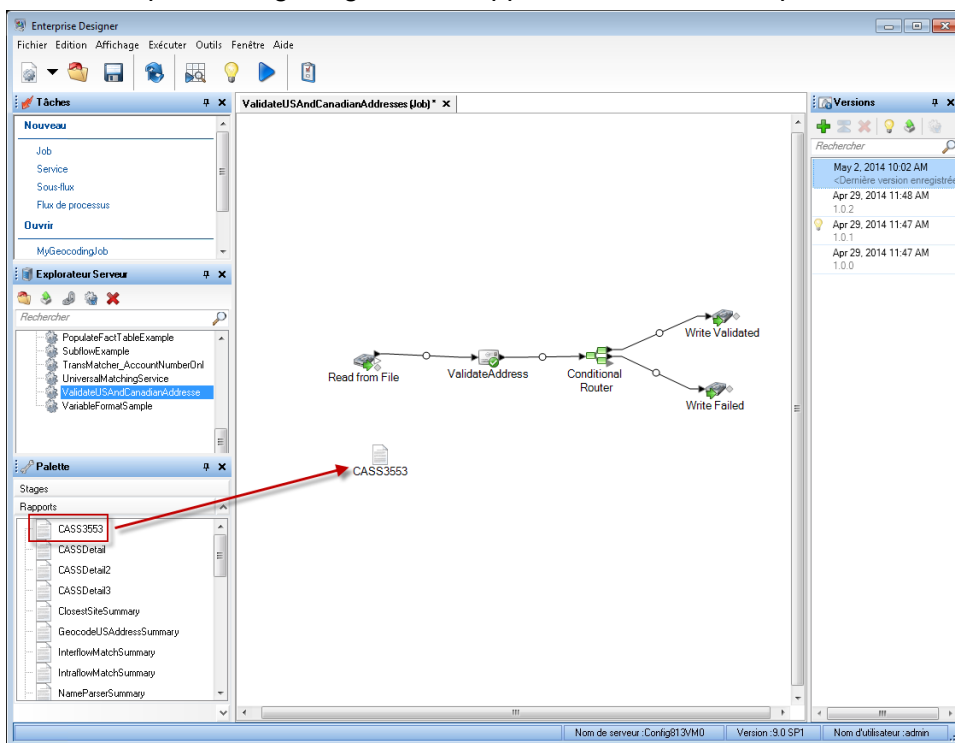 Enterprise Designer
Fichier Edition Affichage Exécuter Outils Fenêtre Aide
Tâches
Nouveau
Job
Service
Sous-flux
Flux de processus
Ouvrir
MyGeocodingJob
Explorateur Serveur
Rechercher
PopulateFactTableExample
SubflowExample
TransMatcher_AccountNumberOnl
UniversalMatchingService
ValidateUSAndCanadianAddresse
VariableFormatSample
Palette
Stages
Rapports
CASS3553
CASSDetail
CASSDetail2
CASSDetail3
ClosestSiteSummary
GeocodeUSAddressSummary
InterflowMatchSummary
IntraflowMatchSummary
NameParserSummary
ValidateUSAndCanadianAddresses (Job) *
Read from File
ValidateAddress
Conditional
Router
Write Validated
Write Failed
CASS3553
Versions
Rechercher
May 2, 2014 10:02 AM
<Dernière version enregistrée
Apr 29, 2014 11:48 AM
1.0.2
Apr 29, 2014 11:47 AM
1.0.1
Apr 29, 2014 11:47 AM
1.0.0
Nom de serveur :Config813VM0 Version :9.0 SP1 Nom d'utilisateur :admin